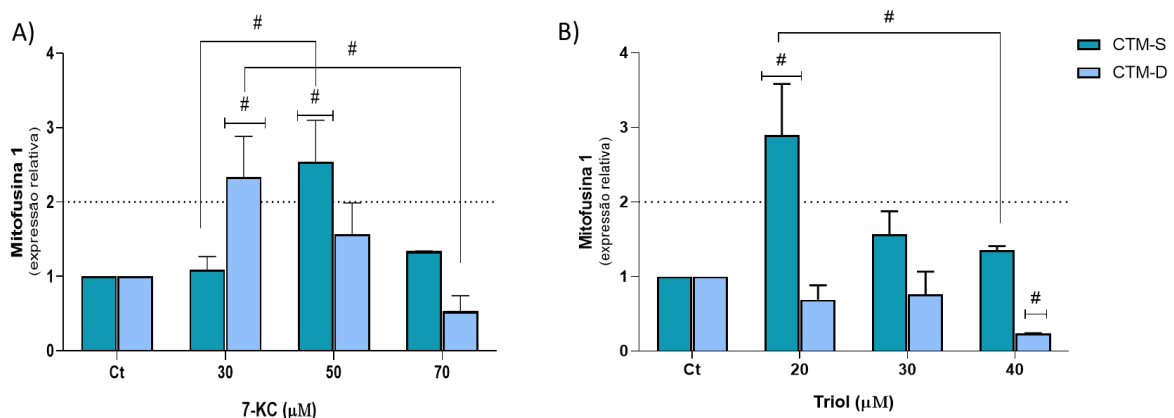 A)
#
#
#
#
4
3
2
1
0
Mitofusina 1
(expressão relativa)
Ct
30
50
70
7-KC (µM)
B)
#
#
#
4
3
2
1
0
Mitofusina 1
(expressão relativa)
Ct
20
30
40
Triol (µM)
CTM-S
CTM-D